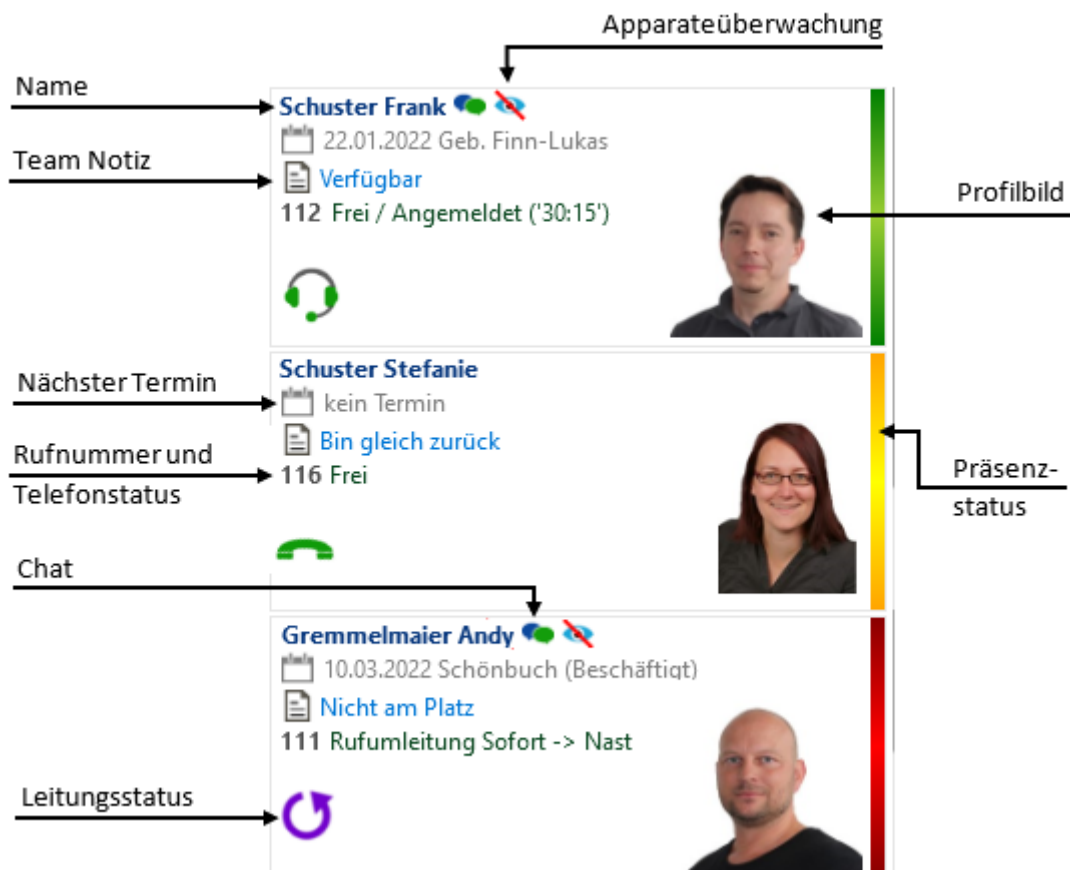 Apparateüberwachung
Name
Schuster Frank
22.01.2022 Geb. Finn-Lukas
Team Notiz
Verfügbar
112 Frei / Angemeldet ('30:15')
Profilbild
Schuster Stefanie
Nächster Termin
kein Termin
Bin gleich zurück
Rufnummer und
Telefonstatus
116 Frei
Präsenz-
status
Chat
Gremmelmaier Andy
10.03.2022 Schönbuch (Beschäftigt)
Nicht am Platz
111 Rufumleitung Sofort -> Nast
Leitungsstatus